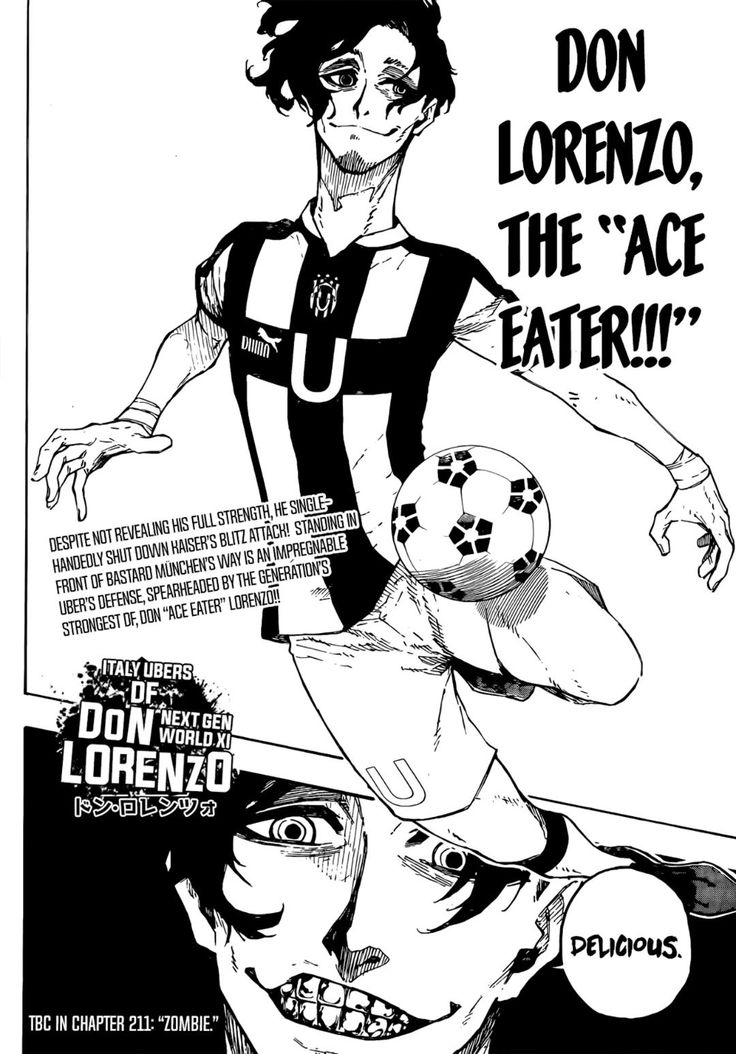 DON
LORENZO,
THE "ACE
EATER!!!"
U
PUMA
U
DESPITE NOT REVEALING HIS FULL STRENGTH, HE SINGLE-
HANDEDLY SHUT DOVVN KAISER'S BLITZ ATTACK! STANDING IN
FRONT OF BASTARD MÜNCHEN'S VVAY IS AN IMPREGNABLE
UBER'S DEFENSE, SPEARHEADED BY THE GENERATION'S
STRONGEST DF, DON "ACE EATER" LORENZO!!
ITALY UBERS
DF
DON NEXT GEN
WORLD XI
LORENZO
ドン・ロレンツォ
U
DELICIOUS.
TBC IN CHAPTER 211: "ZOMBIE."